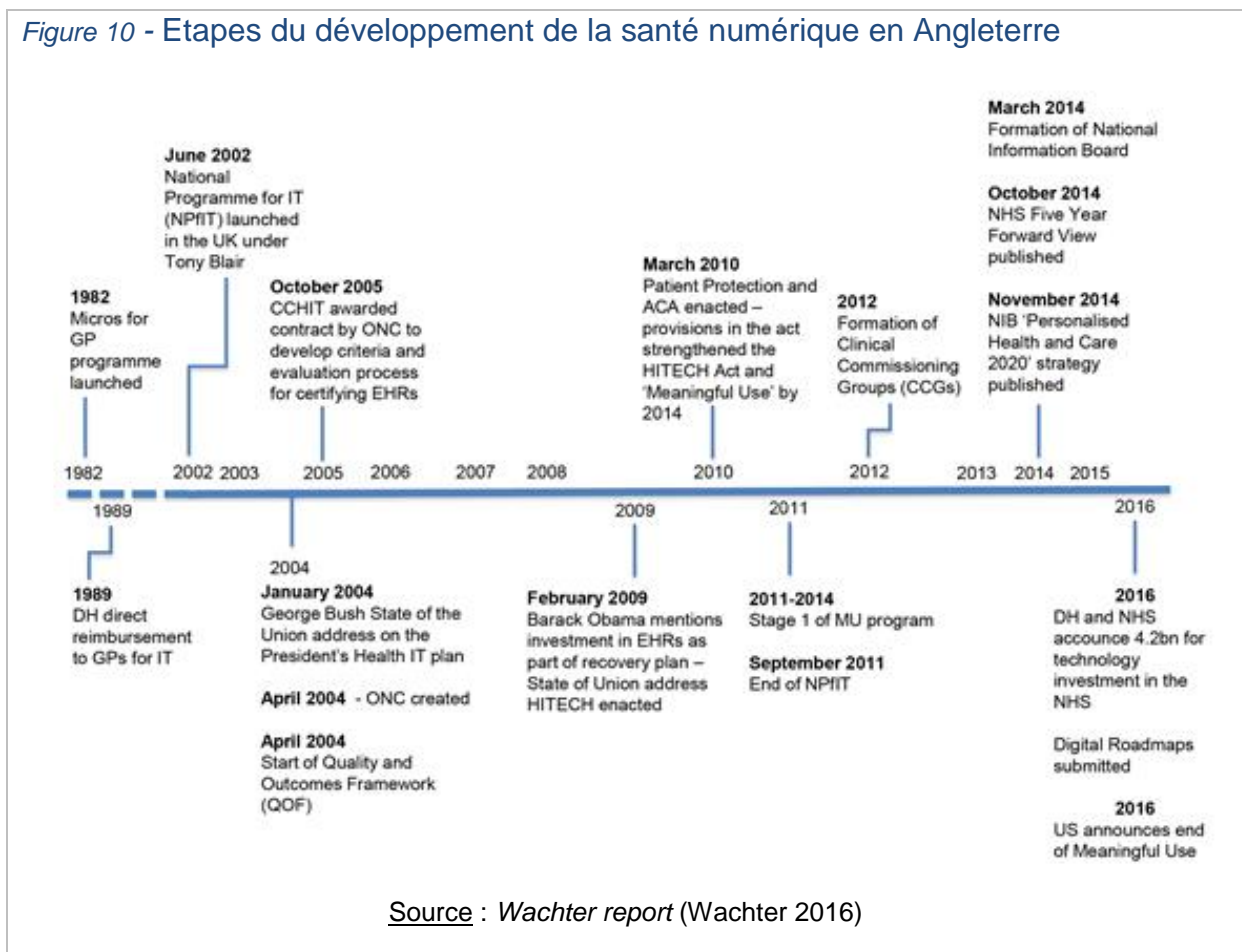 Figure 10 - Etapes du développement de la santé numérique en Angleterre
June 2002
National
Programme for IT
(NPfIT) launched
in the UK under
Tony Blair
1982
Micros for
GP
programme
launched
October 2005
CCHIT awarded
contract by ONC to
develop criteria and
evaluation process
for certifying EHRs
March 2010
Patient Protection and
ACA enacted –
provisions in the act
strengthened the
HITECH Act and
‘Meaningful Use’ by
2014
2012
Formation of
Clinical
Commissioning
Groups (CCGs)
March 2014
Formation of National
Information Board
October 2014
NHS Five Year
Forward View
published
November 2014
NIB ‘Personalised
Health and Care
2020’ strategy
published
1982 2002 2003 2005 2006 2007 2008 2010 2012 2013 2014 2015
1989 2004 2009 2011 2016
1989
DH direct
reimbursement
to GPs for IT
January 2004
George Bush State of the
Union address on the
President’s Health IT plan
April 2004 - ONC created
April 2004
Start of Quality and
Outcomes Framework
(QOF)
February 2009
Barack Obama mentions
investment in EHRs as
part of recovery plan –
State of Union address
HITECH enacted
2011-2014
Stage 1 of MU program
September 2011
End of NPfIT
2016
DH and NHS
accounce 4.2bn for
technology
investment in the
NHS
Digital Roadmaps
submitted
2016
US announces end
of Meaningful Use
Source : Wachter report (Wachter 2016)